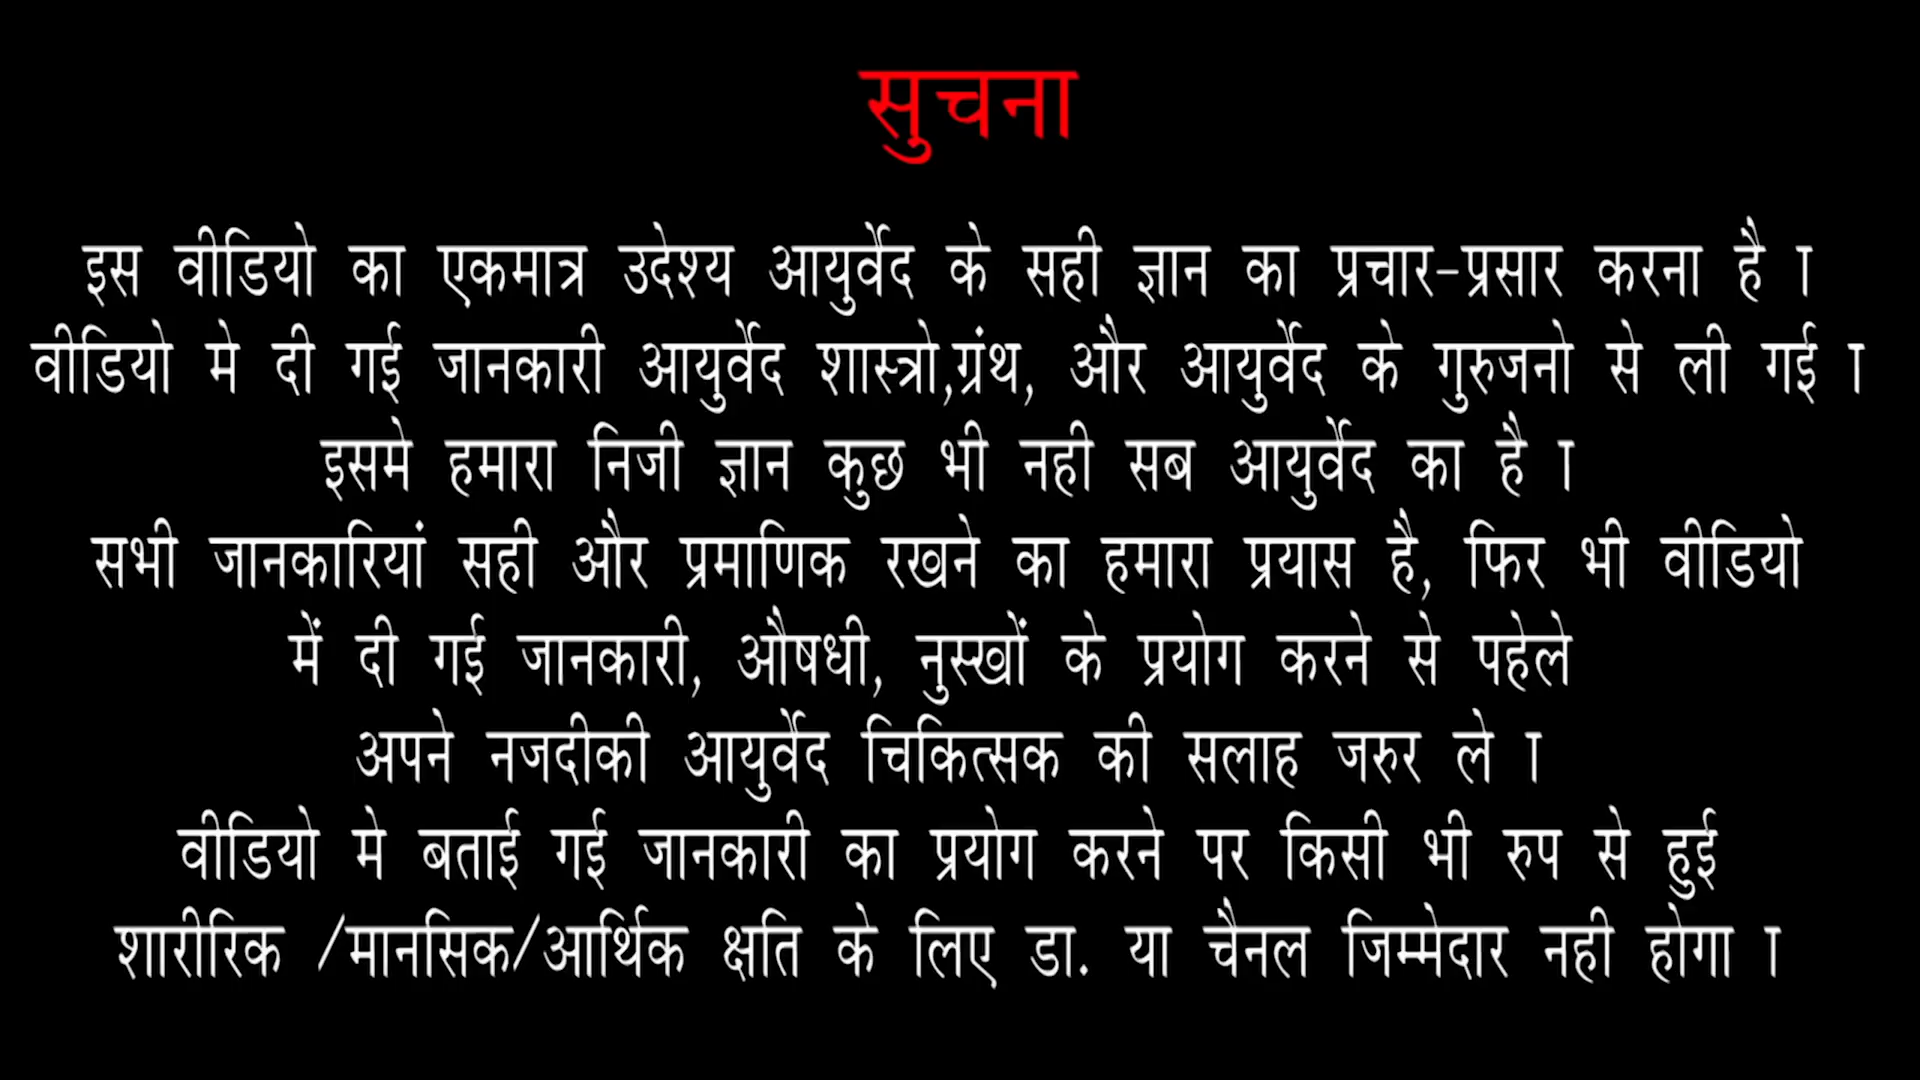 सुचना
इस वीडियो का एकमात्र उदेश्य आयुर्वेद के सही ज्ञान का प्रचार-प्रसार करना है ा
वीडियो मे दी गई जानकारी आयुर्वेद शास्त्रो,ग्रंथ, और आयुर्वेद के गुरुजनो से ली गई ा
इसमे हमारा निजी ज्ञान कुछ भी नही सब आयुर्वेद का है ा
सभी जानकारियां सही और प्रमाणिक रखने का हमारा प्रयास है, फिर भी वीडियो
में दी गई जानकारी, औषधी, नुस्खों के प्रयोग करने से पहेले
अपने नजदीकी आयुर्वेद चिकित्सक की सलाह जरुर ले ा
वीडियो मे बताई गई जानकारी का प्रयोग करने पर किसी भी रुप से हुई
शारीरिक /मानसिक/आर्थिक क्षति के लिए डा. या चैनल जिम्मेदार नही होगा ा